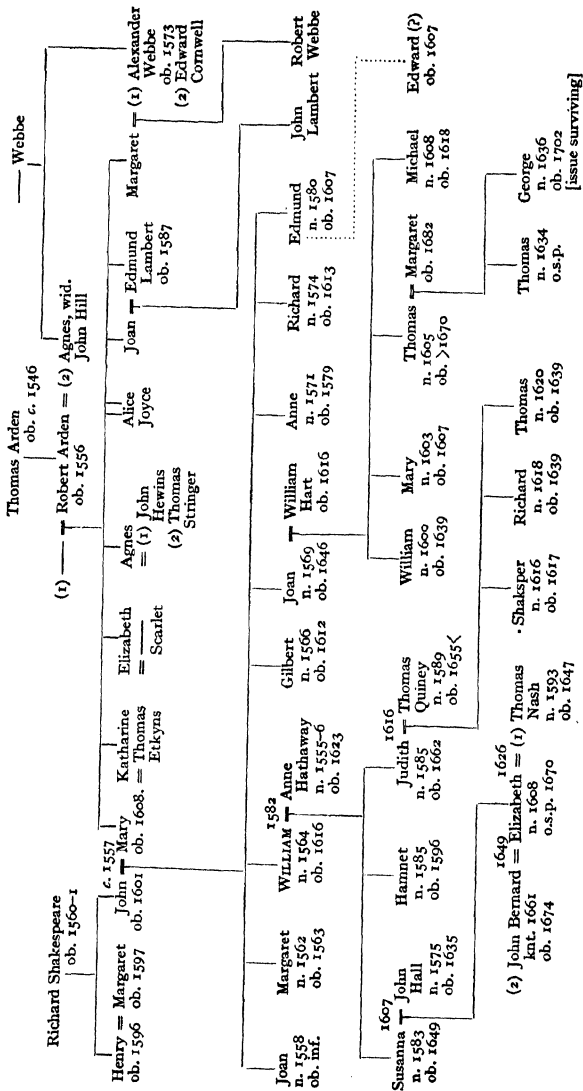 Thomas Arden
ob. c. 1546
—— Webbe
Richard Shakespeare
ob. 1560-1
(1) —— = Robert Arden = (2) Agnes, wid.
ob. 1556
John Hill
Henry = Margaret
ob. 1596 ob. 1597
c. 1557
John = Mary
ob. 1601 ob. 1608.
Katharine
= Thomas
Etkyns
Elizabeth
= ——
Scarlet
Agnes
= (1) John
Hewins
(2) Thomas
Stringer
Alice
Joyce
Joan = Edmund
Lambert
ob. 1587
Margaret = (1) Alexander
Webbe
ob. 1573
(2) Edward
Cornwell
Joan
n. 1558
ob. inf.
Margaret
n. 1562
ob. 1563
1582
WILLIAM = Anne
n. 1564 Hathaway
ob. 1616 n. 1555-6
ob. 1623
Gilbert
n. 1566
ob. 1612
Joan = William
n. 1569 Hart
ob. 1646 ob. 1616
Anne
n. 1571
ob. 1579
Richard
n. 1574
ob. 1613
Edmund
n. 1580
ob. 1607
John
Lambert
Robert
Webbe
1607
Susanna = John
n. 1583 Hall
ob. 1649 n. 1575
ob. 1635
Hamnet
n. 1585
ob. 1596
1616
Judith = Thomas
n. 1585 Quiney
ob. 1662 n. 1589
ob. 1655<
William
n. 1600
ob. 1639
Mary
n. 1603
ob. 1607
Thomas = Margaret
n. 1605 ob. 1682
ob. >1670
Michael
n. 1608
ob. 1618
Edward (?)
ob. 1607
1649 1626
(2) John Bernard = Elizabeth = (1) Thomas
knt. 1661 n. 1608 Nash
ob. 1674 o.s.p. 1670 n. 1593
ob. 1647
Shaksper
n. 1616
ob. 1617
Richard
n. 1618
ob. 1639
Thomas
n. 1620
ob. 1639
Thomas
n. 1634
o.s.p.
George
n. 1636
ob. 1702
[issue surviving]